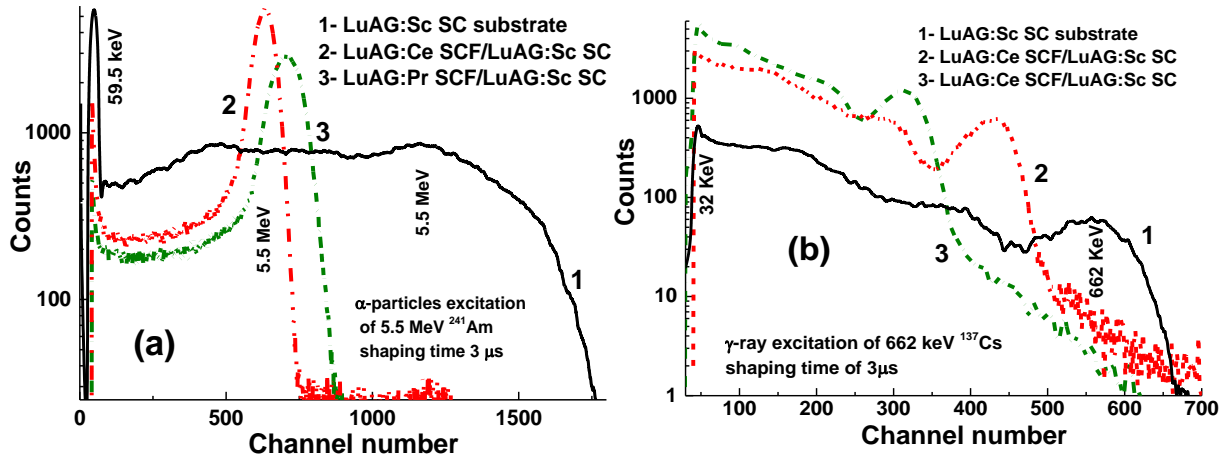 1- LuAG:Sc SC substrate
2- LuAG:Ce SCF/LuAG:Sc SC
3- LuAG:Pr SCF/LuAG:Sc SC
59.5 keV
2
3
1000
Counts
5.5 MeV
5.5 MeV
1
100
(a)
α-particles excitation
of 5.5 MeV ²⁴¹Am
shaping time 3 μs
0 500 1000 1500
Channel number
1- LuAG:Sc SC substrate
2- LuAG:Ce SCF/LuAG:Sc SC
3- LuAG:Ce SCF/LuAG:Sc SC
1000
Counts
100
32 KeV
2
3
662 KeV
1
10
(b)
γ-ray excitation of 662 keV ¹³⁷Cs
shaping time of 3μs
1
100 200 300 400 500 600 700
Channel number